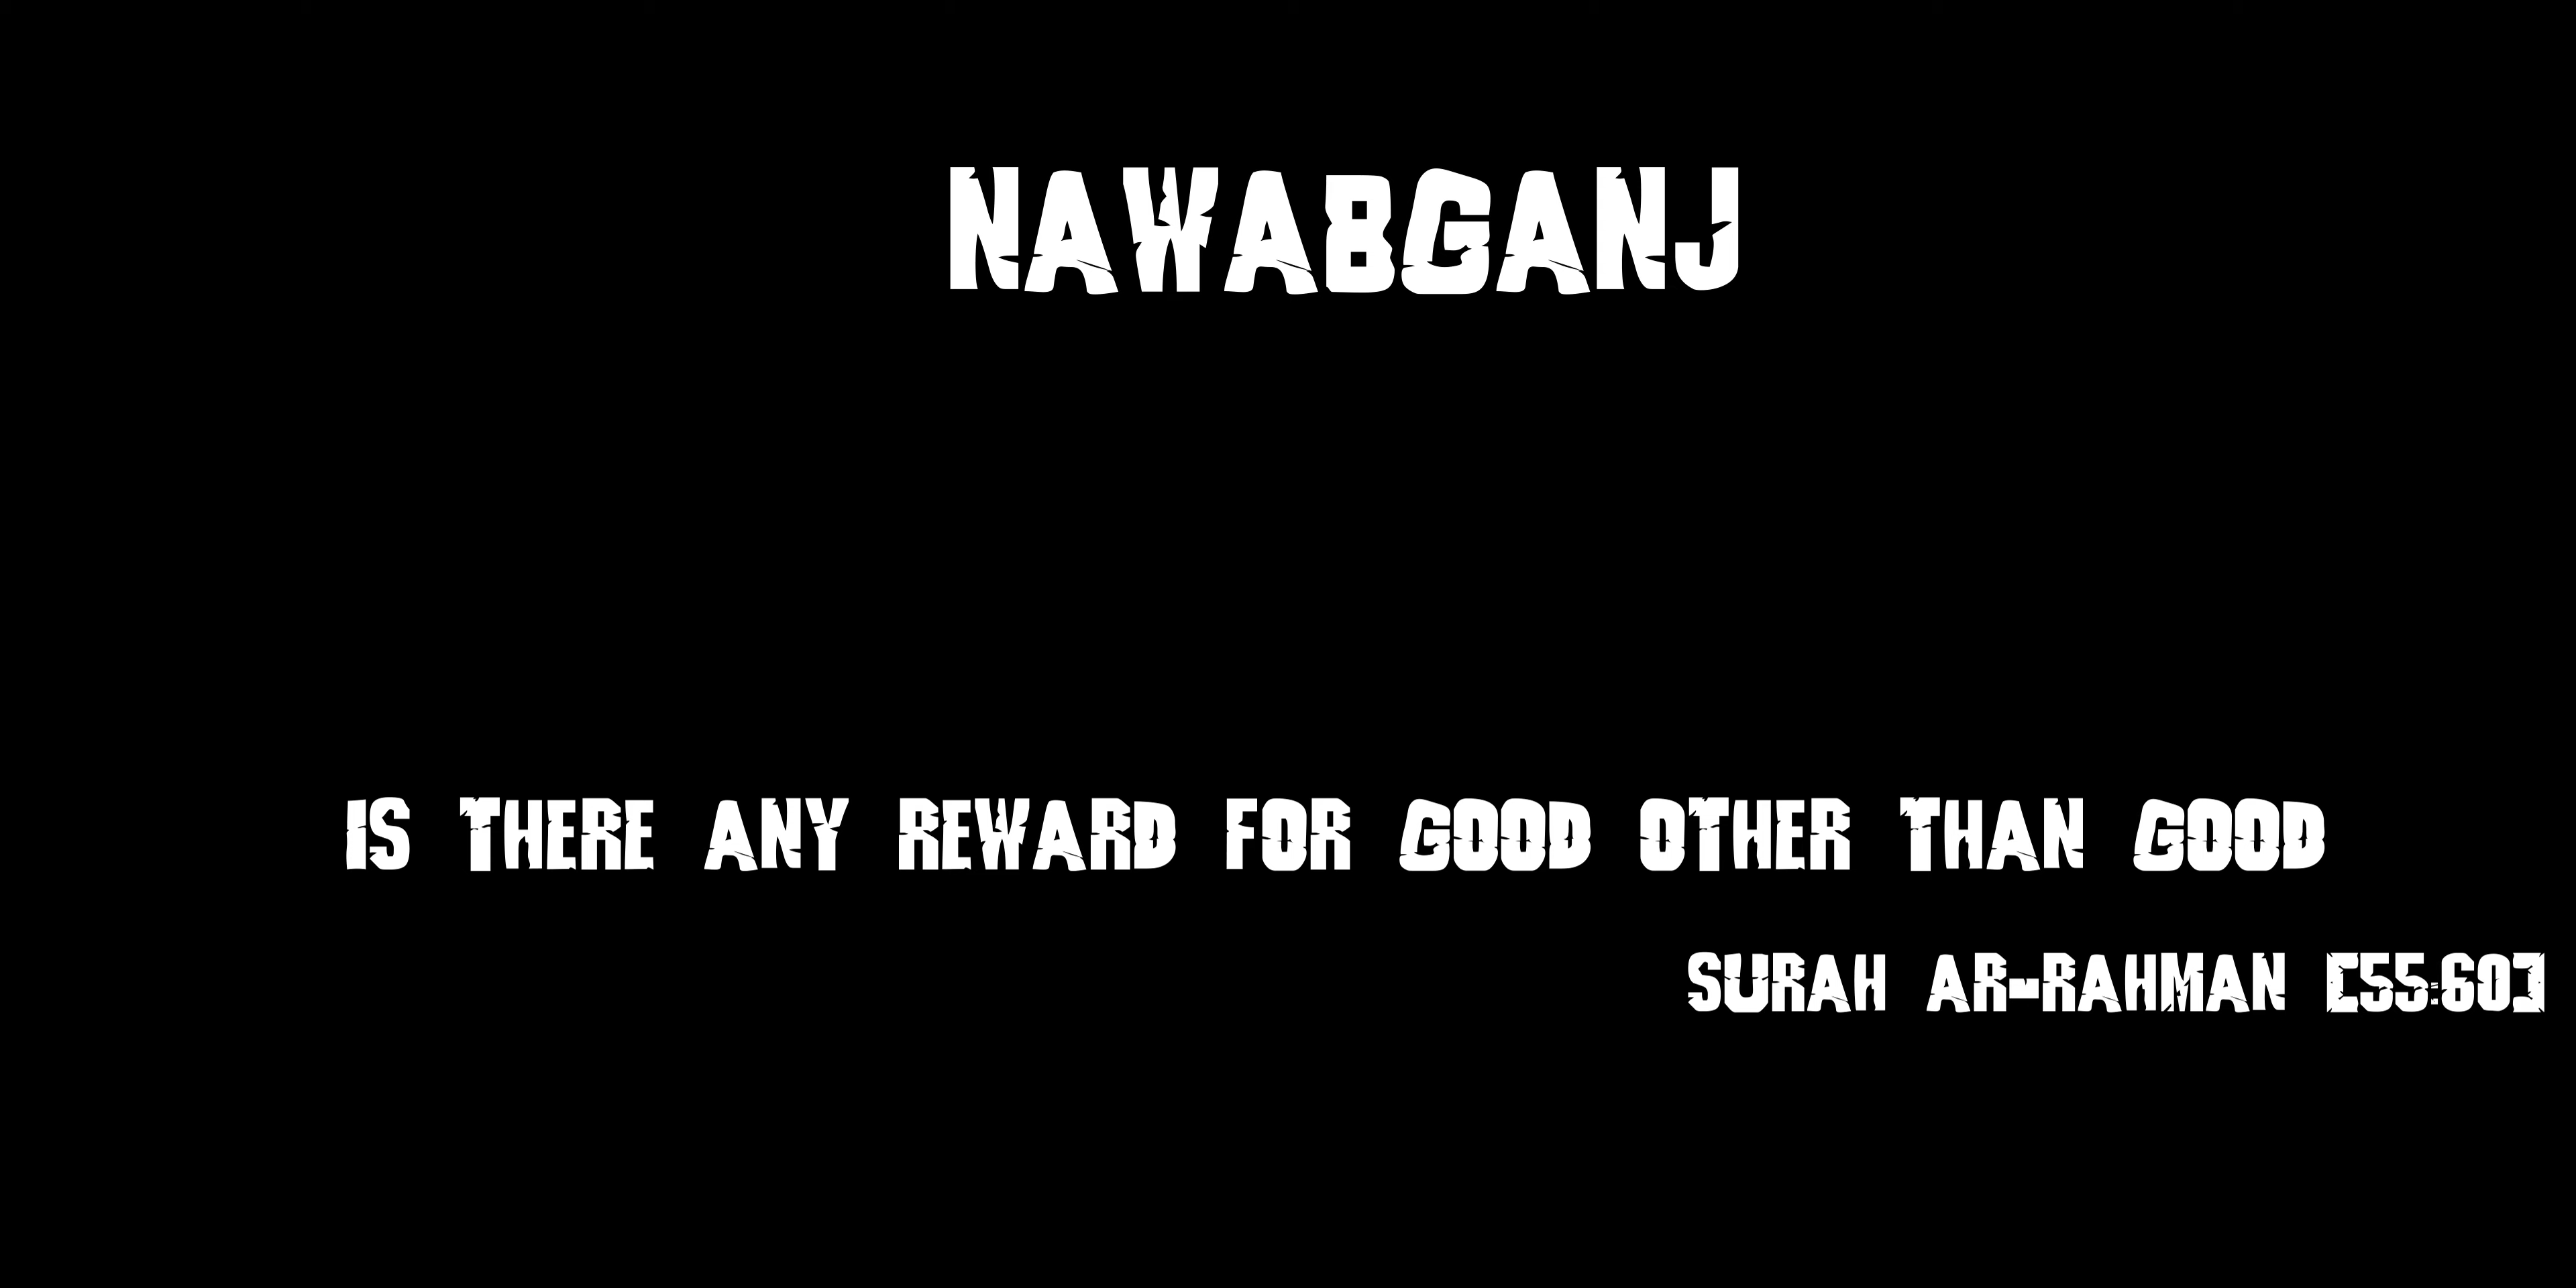 NAWABGANJ
IS THERE ANY REWARD FOR GOOD OTHER THAN GOOD
SURAH AR-RAHMAN [55:60]